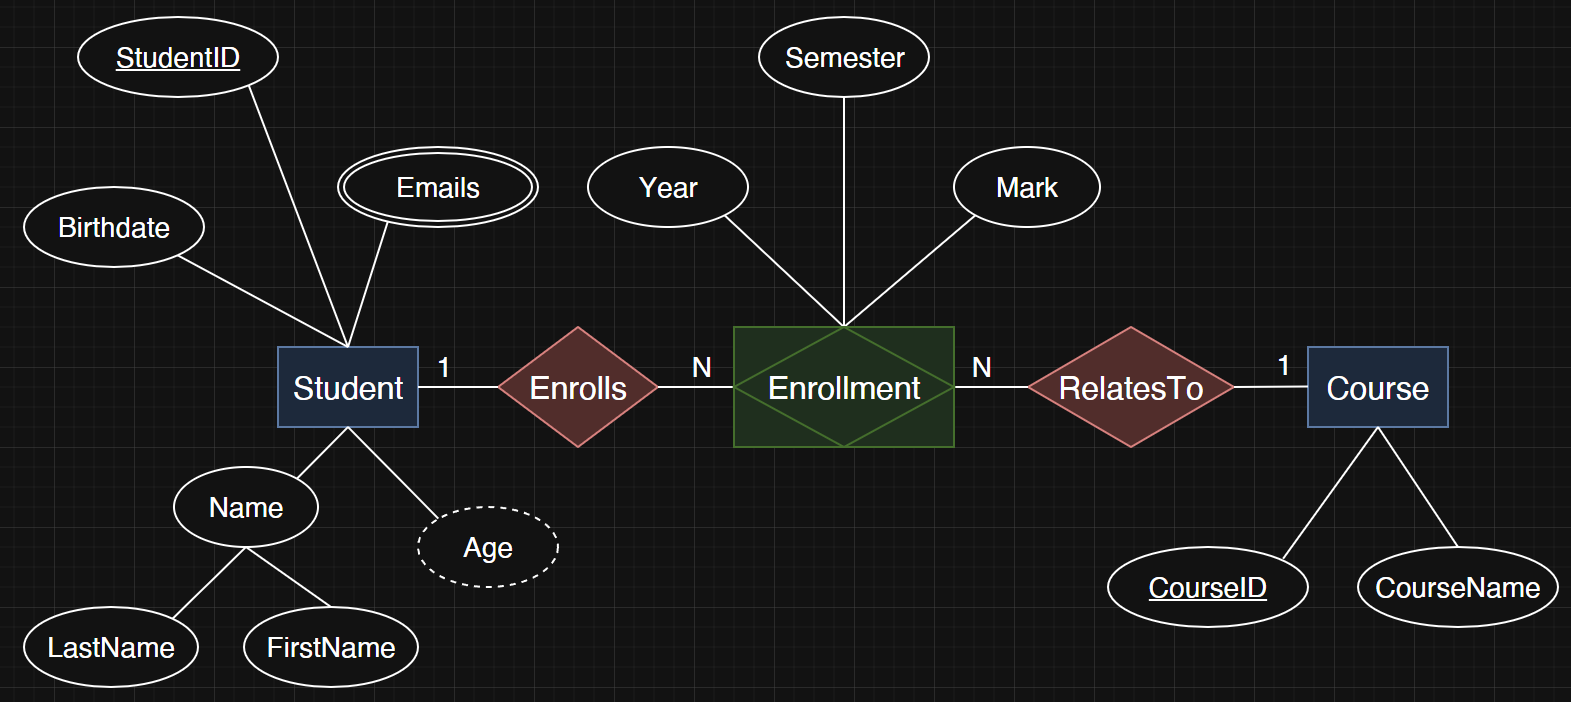 StudentID
Semester
Emails
Year
Mark
Birthdate
1
N
N
1
Student
Enrolls
Enrollment
RelatesTo
Course
Name
Age
CourseID
CourseName
LastName
FirstName